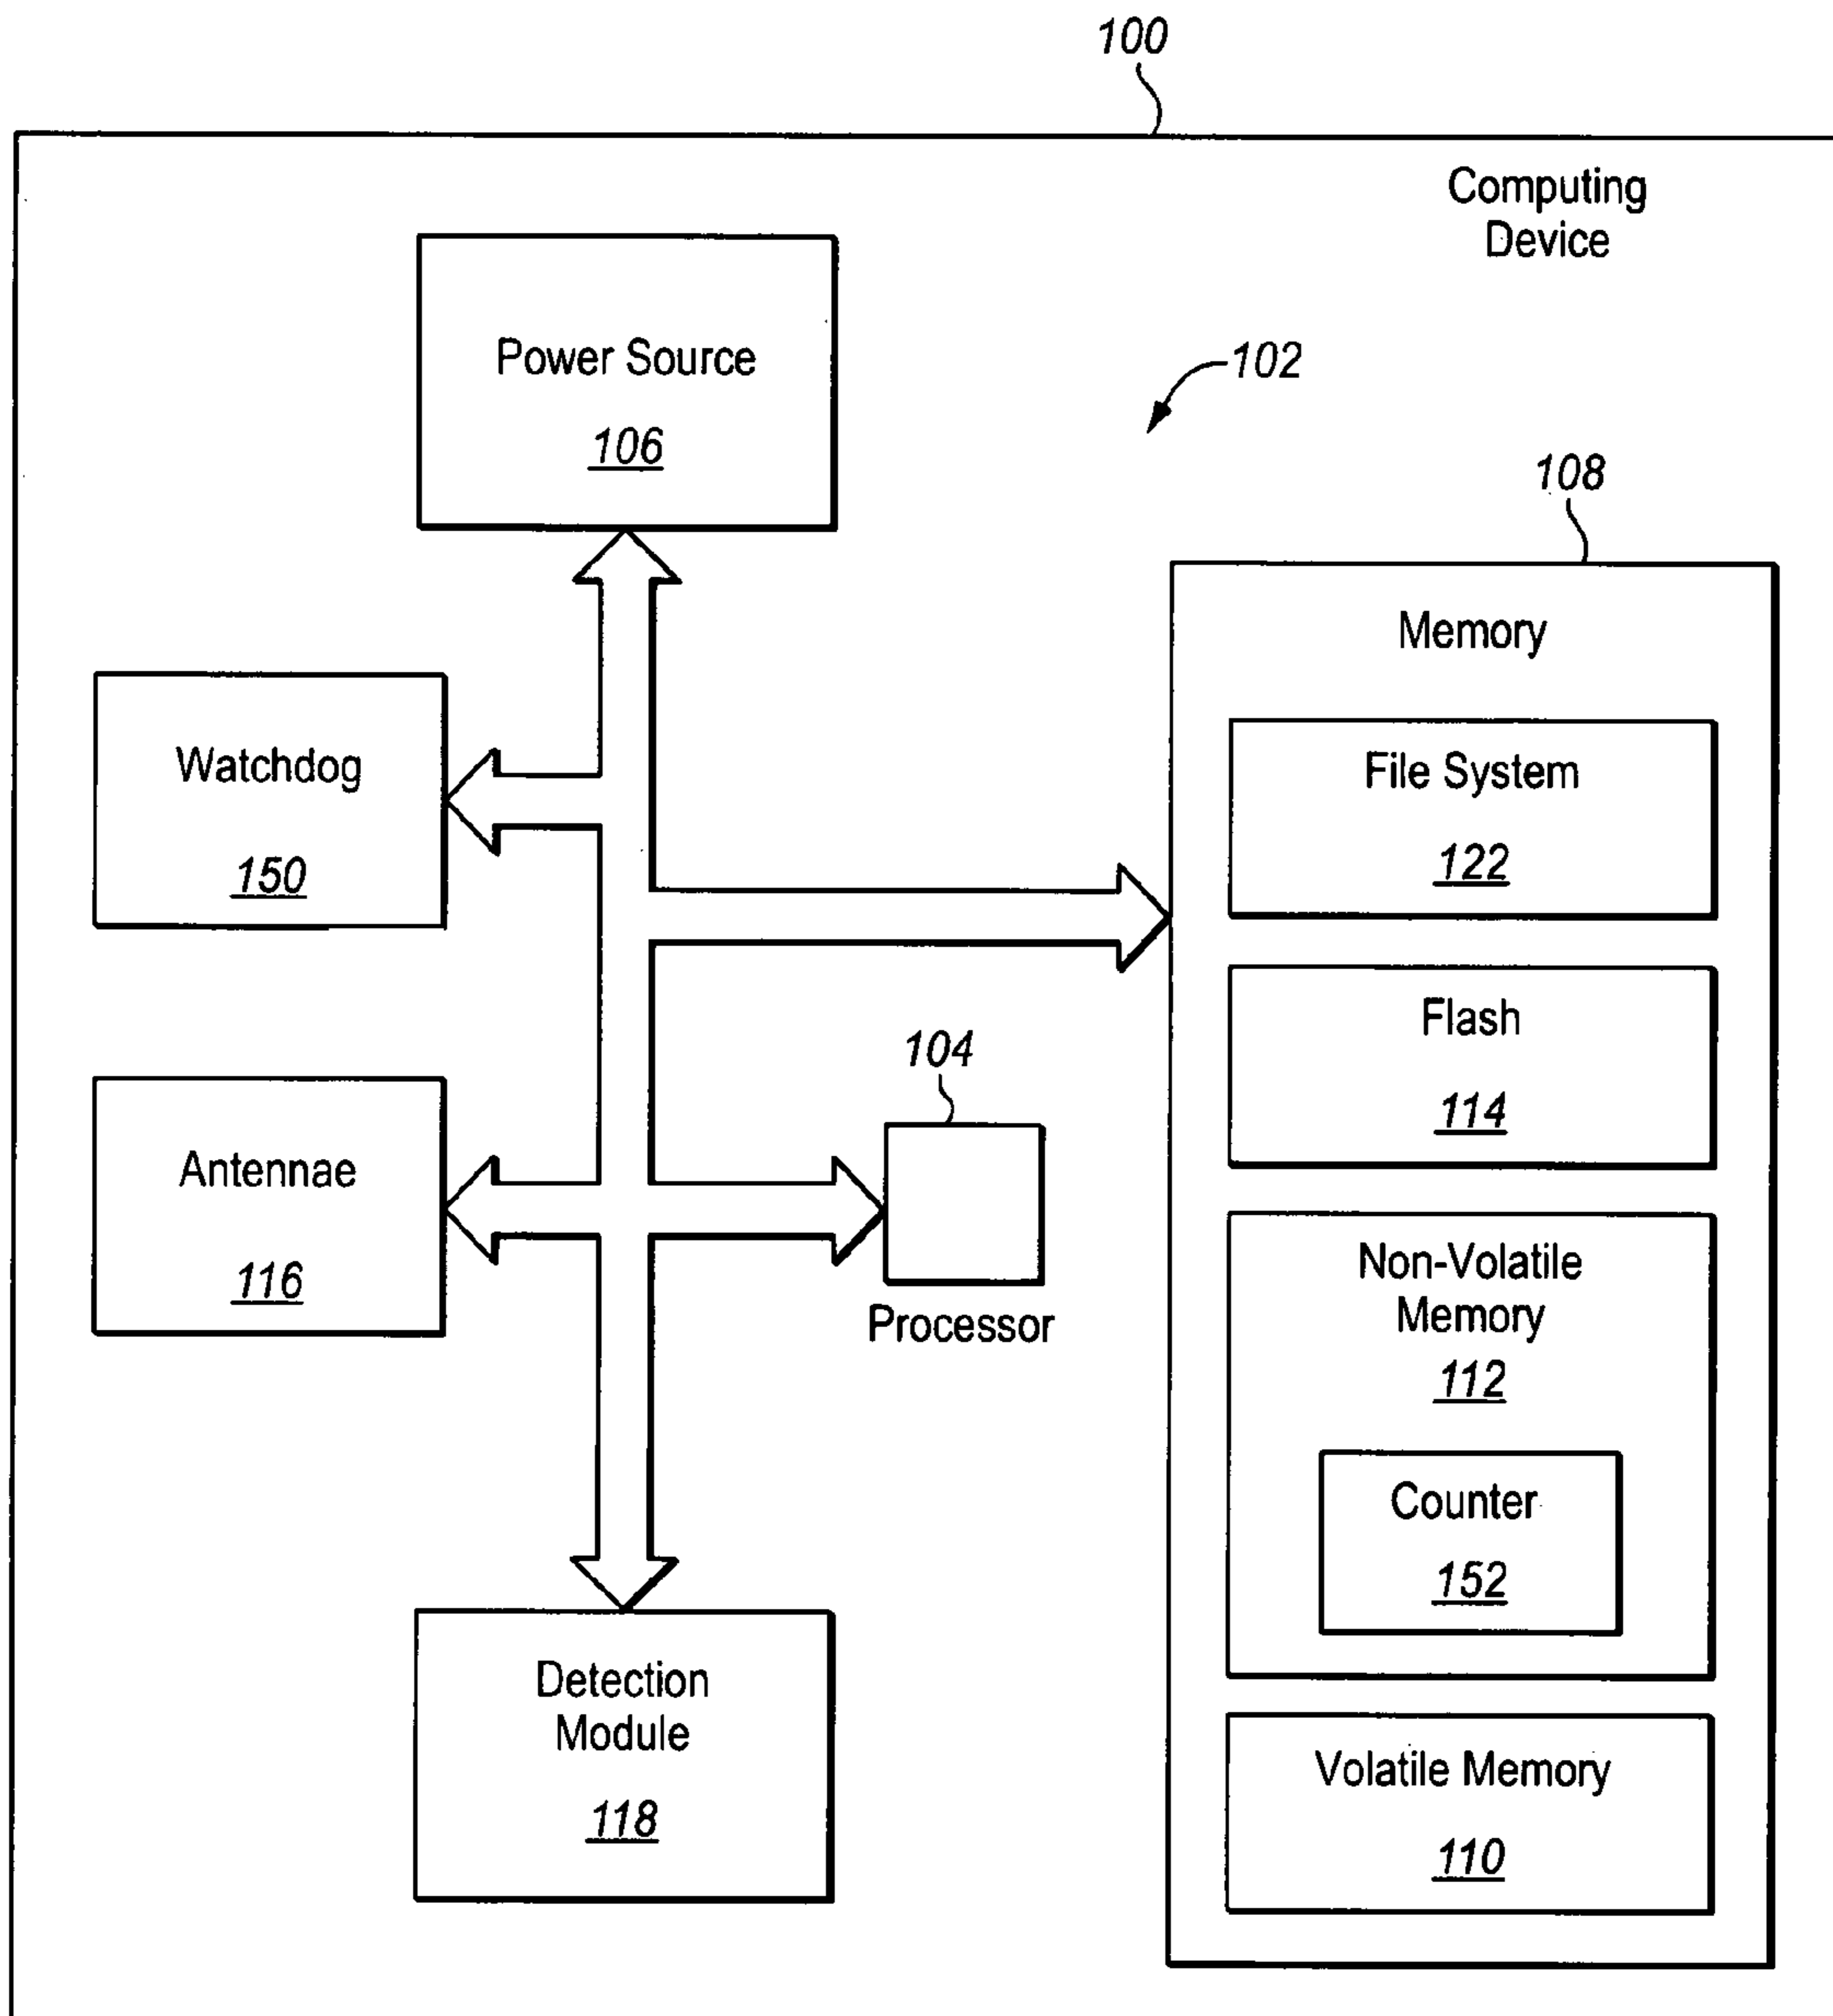 100
Computing
Device
Power Source
106
102
108
Memory
Watchdog
150
File System
122
Flash
114
104
Antennae
116
Processor
Non-Volatile
Memory
112
Counter
152
Detection
Module
118
Volatile Memory
110